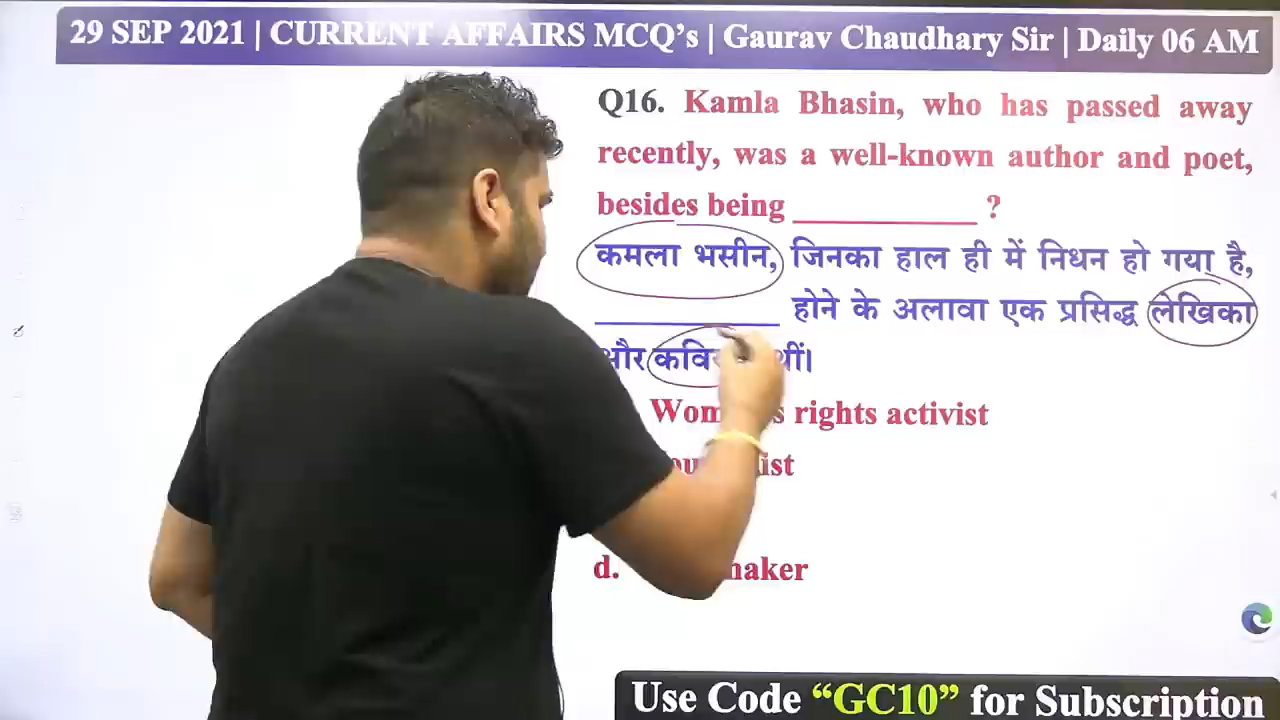 29 SEP 2021 | CURRENT AFFAIRS MCQ's | Gaurav Chaudhary Sir | Daily 06 AM
Q16. Kamla Bhasin, who has passed away
recently, was a well-known author and poet,
besides being ____________ ?
कमला भसीन, जिनका हाल ही में निधन हो गया है,
____________ होने के अलावा एक प्रसिद्ध लेखिका
और थीं।
rights activist
d.
Use Code “GC10” for Subscription